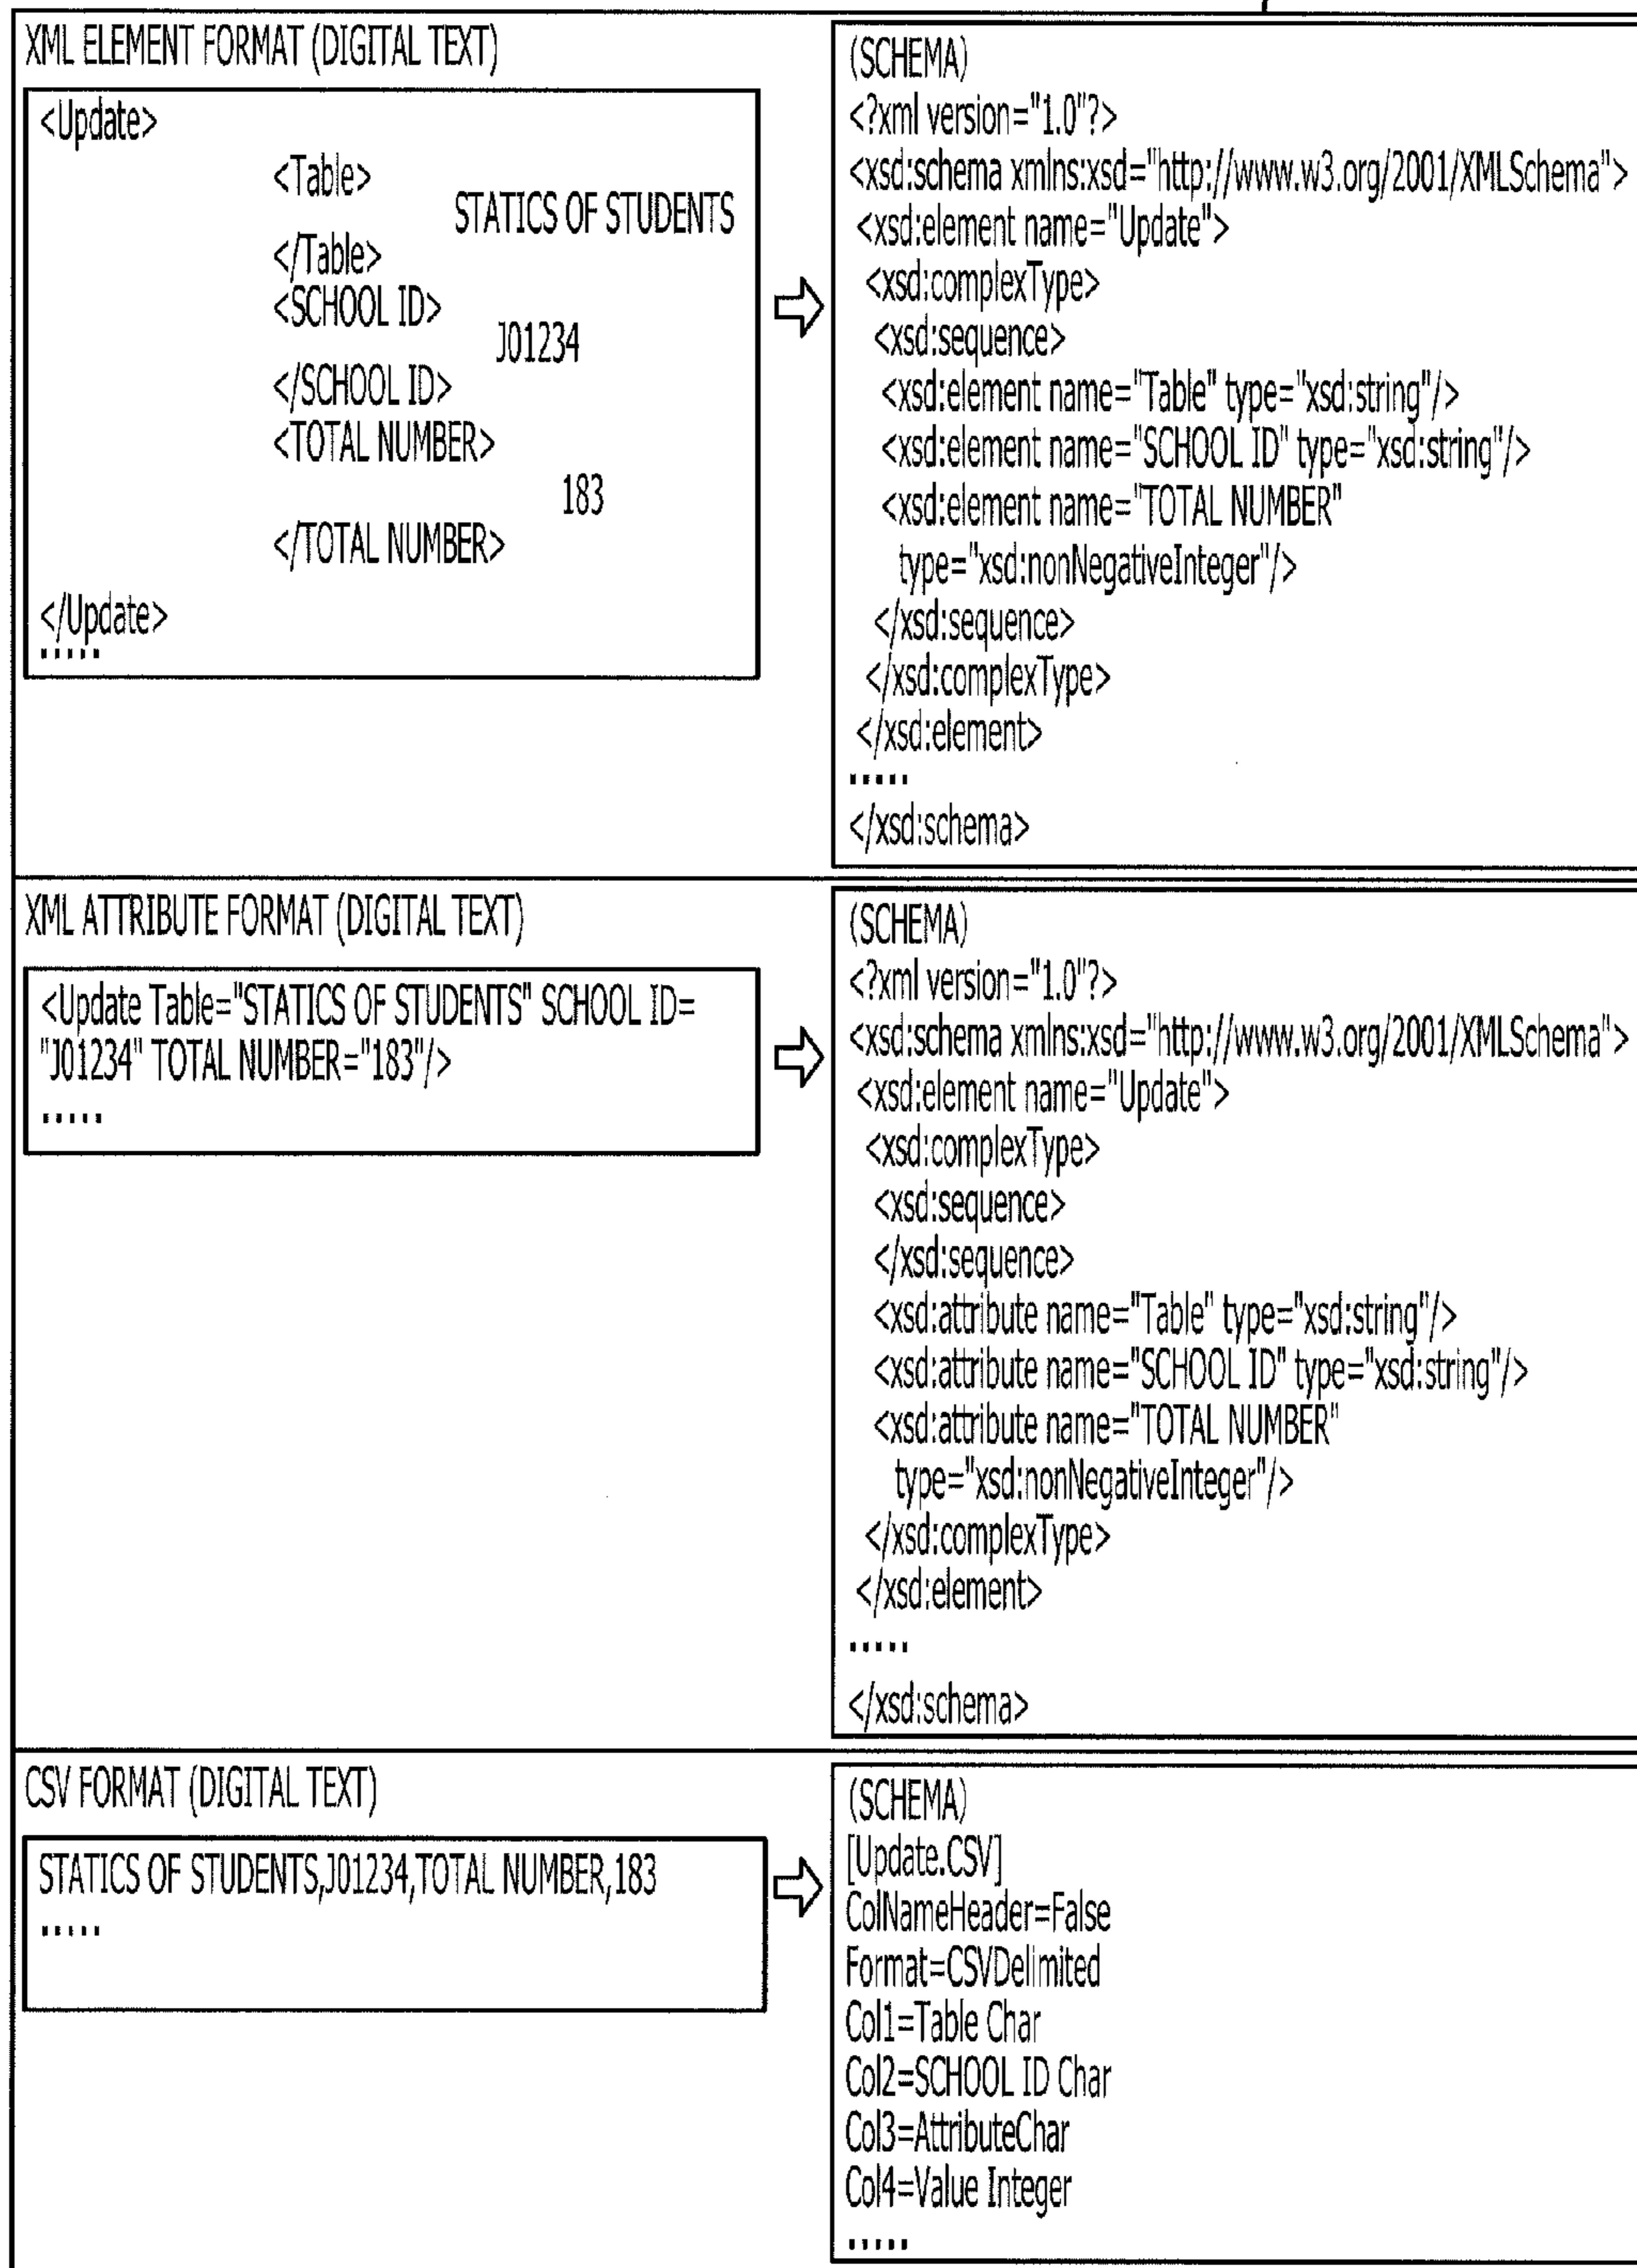 XML ELEMENT FORMAT (DIGITAL TEXT)
<Update>
<Table>
STATICS OF STUDENTS
</Table>
<SCHOOL ID>
J01234
</SCHOOL ID>
<TOTAL NUMBER>
183
</TOTAL NUMBER>
</Update>
.....
(SCHEMA)
<?xml version="1.0"?>
<xsd:schema xmlns:xsd="http://www.w3.org/2001/XMLSchema">
<xsd:element name="Update">
<xsd:complexType>
<xsd:sequence>
<xsd:element name="Table" type="xsd:string"/>
<xsd:element name="SCHOOL ID" type="xsd:string"/>
<xsd:element name="TOTAL NUMBER"
type="xsd:nonNegativeInteger"/>
</xsd:sequence>
</xsd:complexType>
</xsd:element>
.....
</xsd:schema>
XML ATTRIBUTE FORMAT (DIGITAL TEXT)
<Update Table="STATICS OF STUDENTS" SCHOOL ID=
"J01234" TOTAL NUMBER="183"/>
.....
(SCHEMA)
<?xml version="1.0"?>
<xsd:schema xmlns:xsd="http://www.w3.org/2001/XMLSchema">
<xsd:element name="Update">
<xsd:complexType>
<xsd:sequence>
</xsd:sequence>
<xsd:attribute name="Table" type="xsd:string"/>
<xsd:attribute name="SCHOOL ID" type="xsd:string"/>
<xsd:attribute name="TOTAL NUMBER"
type="xsd:nonNegativeInteger"/>
</xsd:complexType>
</xsd:element>
.....
</xsd:schema>
CSV FORMAT (DIGITAL TEXT)
STATICS OF STUDENTS,J01234,TOTAL NUMBER,183
.....
(SCHEMA)
[Update.CSV]
ColNameHeader=False
Format=CSVDelimited
Col1=Table Char
Col2=SCHOOL ID Char
Col3=AttributeChar
Col4=Value Integer
.....